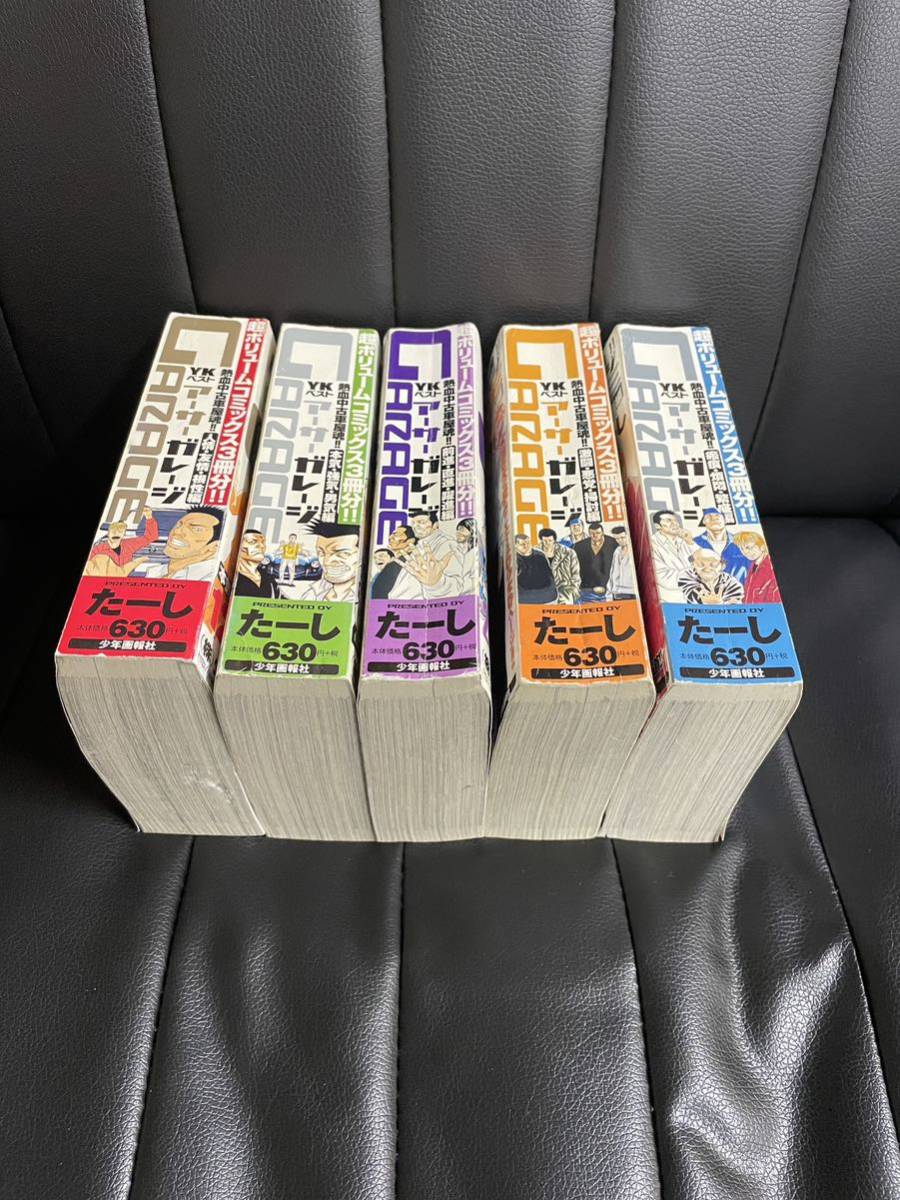 超ボリュームコミックス3冊分!!
熱血中古車屋魂!!
GARAGE
YKベスト
アーサーガレージ
PRESENTED BY
たーし
本体価格630円+税
超ボリュームコミックス3冊分!!
熱血中古車屋魂!!
GARAGE
YKベスト
アーサーガレージ
PRESENTED BY
たーし
本体価格630円+税
少年画報社
超ボリュームコミックス3冊分!!
熱血中古車屋魂!!
GARAGE
YKベスト
アーサーガレージ
PRESENTED BY
たーし
本体価格630円+税
少年画報社
超ボリュームコミックス3冊分!!
熱血中古車屋魂!!
GARAGE
YKベスト
アーサーガレージ
PRESENTED BY
たーし
本体価格630円+税
少年画報社
超ボリュームコミックス3冊分!!
熱血中古車屋魂!!
GARAGE
YKベスト
アーサーガレージ
PRESENTED BY
たーし
本体価格630円+税
少年画報社